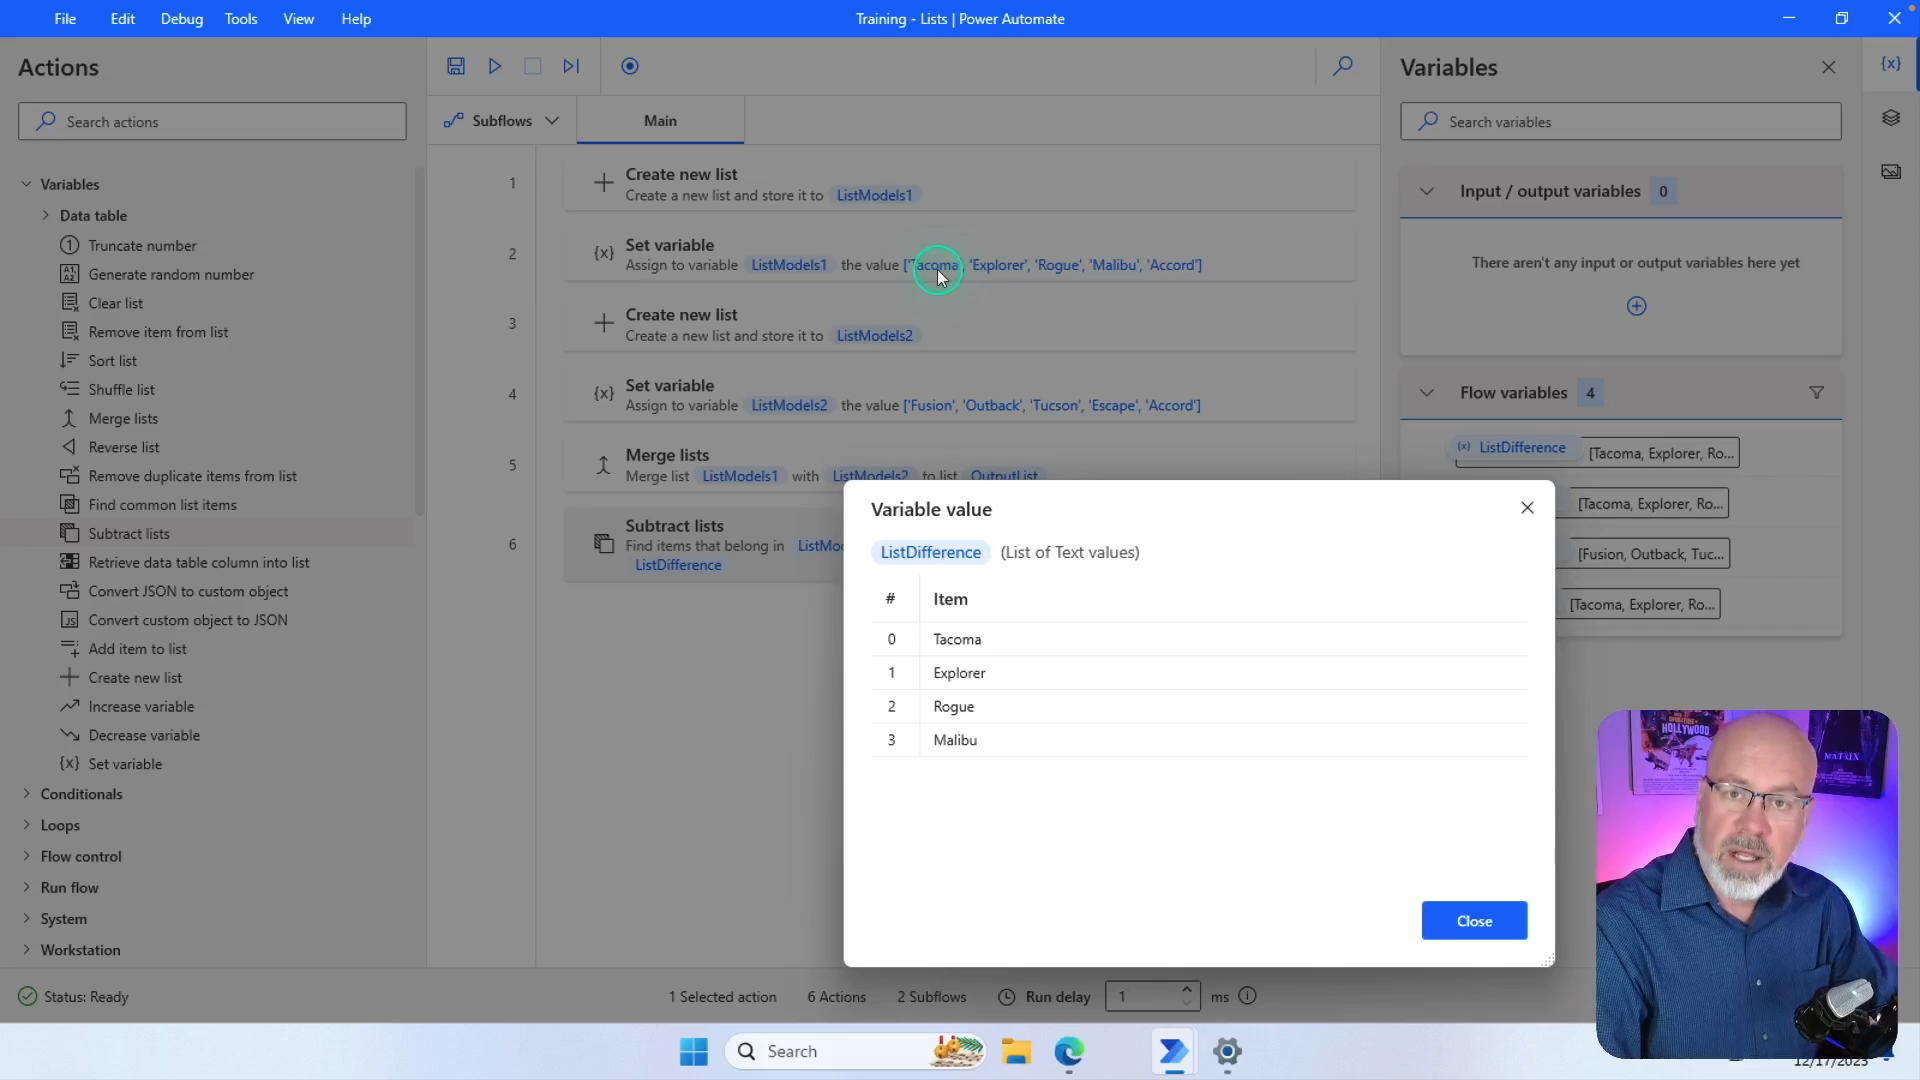 File Edit Debug Tools View Help
Training - Lists | Power Automate
Actions
Search actions
Variables
Data table
Truncate number
Generate random number
Clear list
Remove item from list
Sort list
Shuffle list
Merge lists
Reverse list
Remove duplicate items from list
Find common list items
Subtract lists
Retrieve data table column into list
Convert JSON to custom object
Convert custom object to JSON
Add item to list
Create new list
Increase variable
Decrease variable
Set variable
Conditionals
Loops
Flow control
Run flow
System
Workstation
Subflows
Main
1
Create new list
Create a new list and store it to ListModels1
2
Set variable
Assign to variable ListModels1 the value ['Tacoma', 'Explorer', 'Rogue', 'Malibu', 'Accord']
3
Create new list
Create a new list and store it to ListModels2
4
Set variable
Assign to variable ListModels2 the value ['Fusion', 'Outback', 'Tucson', 'Escape', 'Accord']
5
Merge lists
Merge list ListModels1 with ListModels2 to list OutputList
6
Subtract lists
Find items that belong in ListMo
ListDifference
Variable value
ListDifference (List of Text values)
# Item
0 Tacoma
1 Explorer
2 Rogue
3 Malibu
Close
Variables
{x}
Search variables
Input / output variables 0
There aren't any input or output variables here yet
Flow variables 4
ListDifference [Tacoma, Explorer, Ro...
[Tacoma, Explorer, Ro...
[Fusion, Outback, Tuc...
[Tacoma, Explorer, Ro...
HOLLYWOOD
MATRIX
Status: Ready
1 Selected action 6 Actions 2 Subflows Run delay 1 ms
Search
12/17/2023